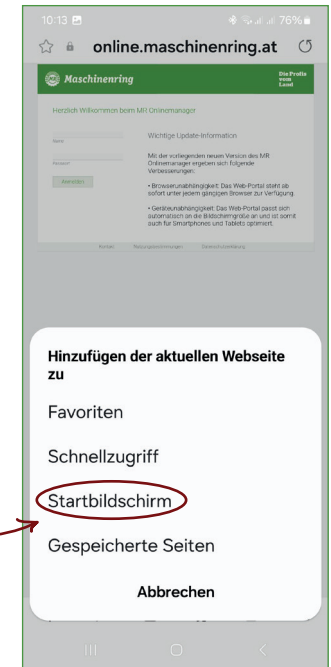 10:13
76%
online.maschinenring.at
Maschinenring
Die Profis
vom
Land
Herzlich Willkommen beim MR Onlinemanager
Name
Passwort
Anmelden
Wichtige Update-Information
Mit der vorliegenden neuen Version des MR
Onlinemanager ergeben sich folgende
Verbesserungen:
• Browserunabhängigkeit: Das Web-Portal steht ab
sofort unter jedem gängigen Browser zur Verfügung.
• Geräteunabhängigkeit: Das Web-Portal passt sich
automatisch an die Bildschirmgröße an und ist somit
auch für Smartphones und Tablets optimiert.
Kontakt Nutzungsbestimmungen Datenschutzerklärung
Hinzufügen der aktuellen Webseite
zu
Favoriten
Schnellzugriff
Startbildschirm
Gespeicherte Seiten
Abbrechen